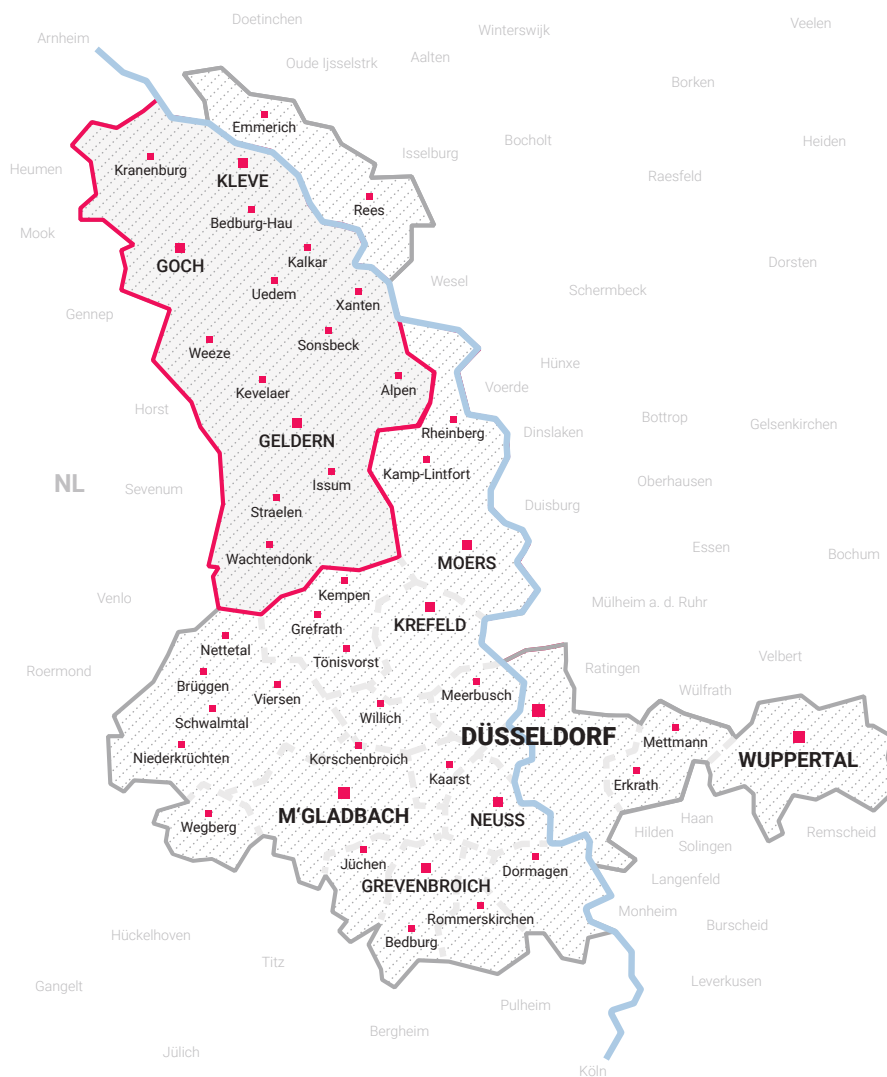 Doetinchen
Veelen
Winterswijk
Arnheim
Aalten
Oude Ijsselstrk
Borken
Emmerich
Bocholt
Heiden
Isselburg
Heumen
Kranenburg
KLEVE
Raesfeld
Rees
Bedburg-Hau
Mook
GOCH
Kalkar
Dorsten
Wesel
Uedem
Schermbeck
Xanten
Gennep
Sonsbeck
Weeze
Hünxe
Kevelaer
Alpen
Voerde
Horst
Bottrop
Gelsenkirchen
Rheinberg
Dinslaken
GELDERN
Kamp-Lintfort
Issum
Oberhausen
NL
Sevenum
Straelen
Duisburg
Essen
Bochum
Wachtendonk
MOERS
Kempen
Venlo
Mülheim a. d. Ruhr
Grefrath
KREFELD
Nettetal
Tönisvorst
Velbert
Roermond
Ratingen
Brüggen
Viersen
Meerbusch
Wülfrath
Schwalmtal
Willich
DÜSSELDORF
Mettmann
Niederkrüchten
Korschenbroich
WUPPERTAL
Kaarst
Erkrath
M‘GLADBACH
NEUSS
Haan
Wegberg
Hilden
Remscheid
Solingen
Jüchen
Dormagen
Langenfeld
GREVENBROICH
Monheim
Rommerskirchen
Burscheid
Hückelhoven
Bedburg
Titz
Leverkusen
Gangelt
Pulheim
Bergheim
Jülich
Köln